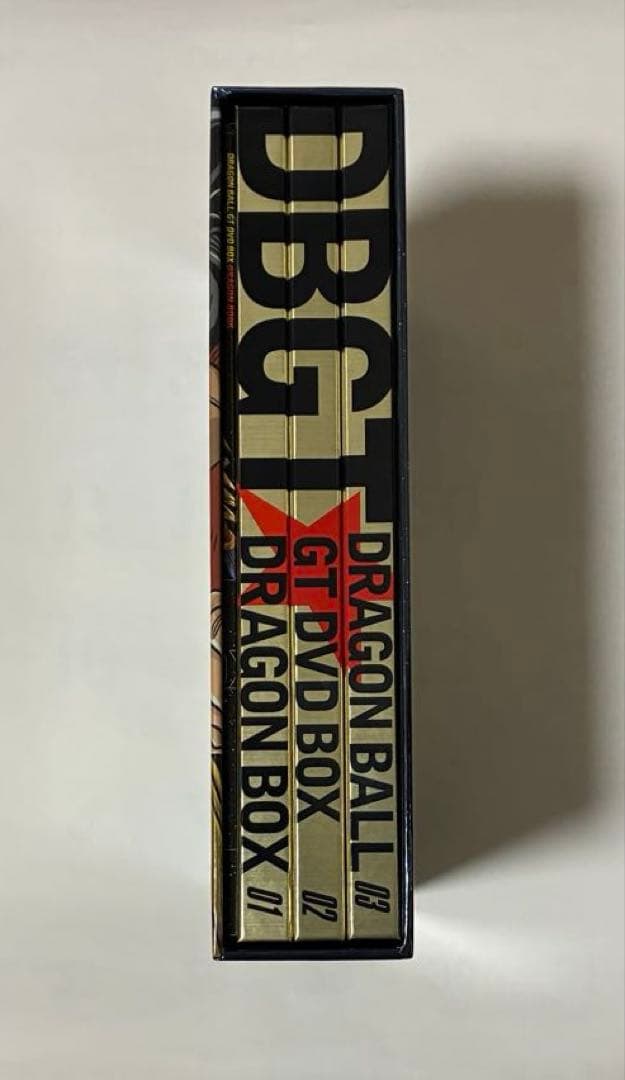 DBGT
DRAGON BALL
GT DVD BOX
DRAGON BOX
03
02
01
DRAGON BALL GT DVD BOX DRAGON BOOK